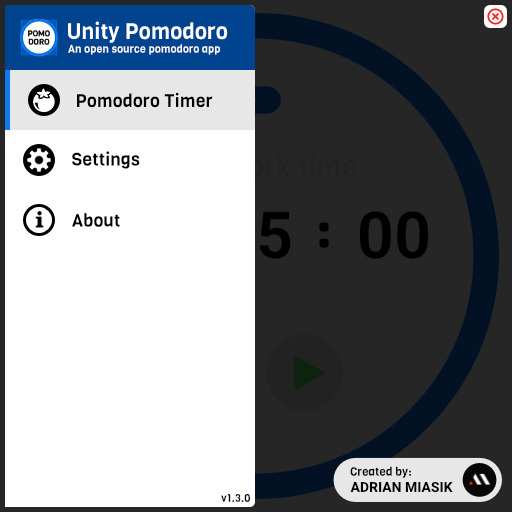 POMO
DORO
Unity Pomodoro
An open source pomodoro app
Pomodoro Timer
Settings
About
time
5 : 00
v1.3.0
Created by:
ADRIAN MIASIK